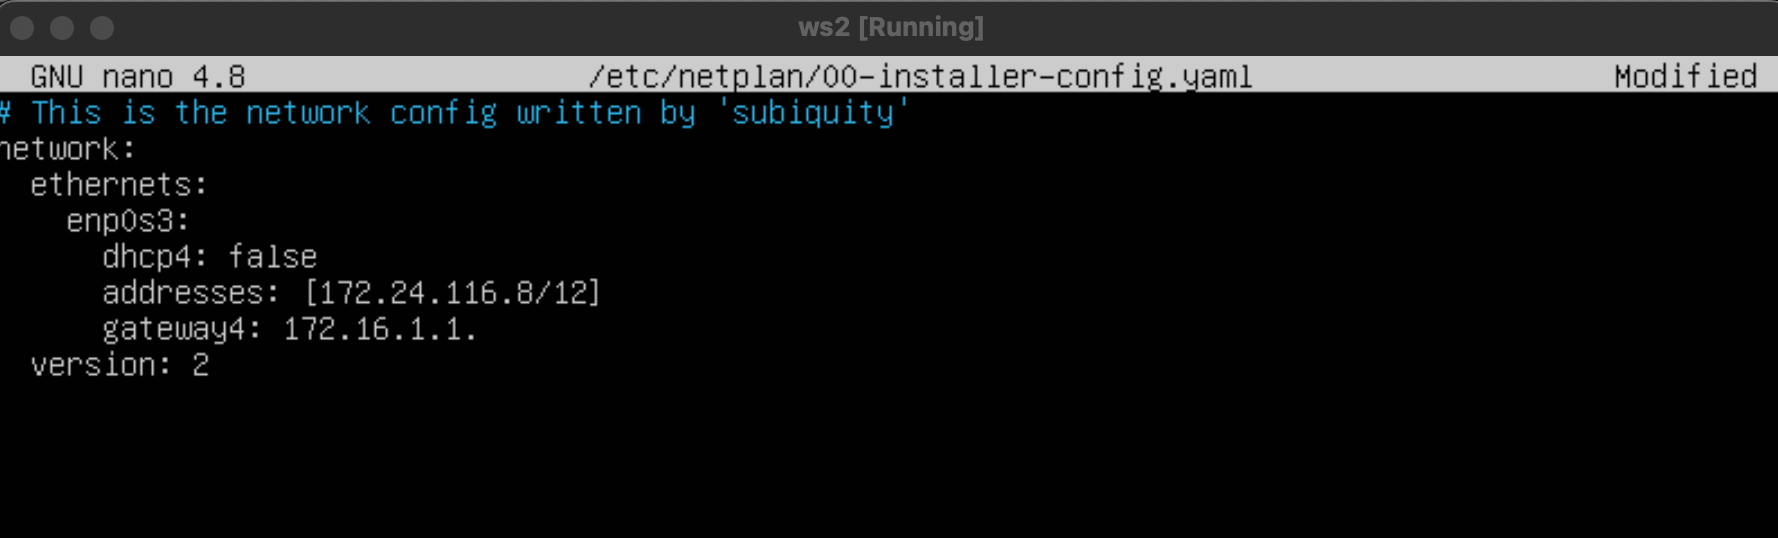 ws2 [Running]
GNU nano 4.8 /etc/netplan/00-installer-config.yaml Modified
# This is the network config written by 'subiquity'
network:
  ethernets:
    enp0s3:
      dhcp4: false
      addresses: [172.24.116.8/12]
      gateway4: 172.16.1.1.
  version: 2